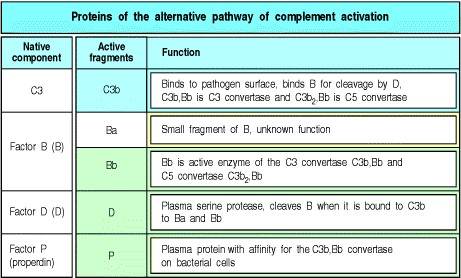 Proteins of the alternative pathway of complement activation
Native
component
Active
fragments
Function
C3
C3b
Binds to pathogen surface, binds B for cleavage by D,
C3b,Bb is C3 convertase and C3b2,Bb is C5 convertase
Factor B (B)
Ba
Small fragment of B, unknown function
Bb
Bb is active enzyme of the C3 convertase C3b,Bb and
C5 convertase C3b2,Bb
Factor D (D)
D
Plasma serine protease, cleaves B when it is bound to C3b
to Ba and Bb
Factor P
(properdin)
P
Plasma protein with affinity for the C3b,Bb convertase
on bacterial cells